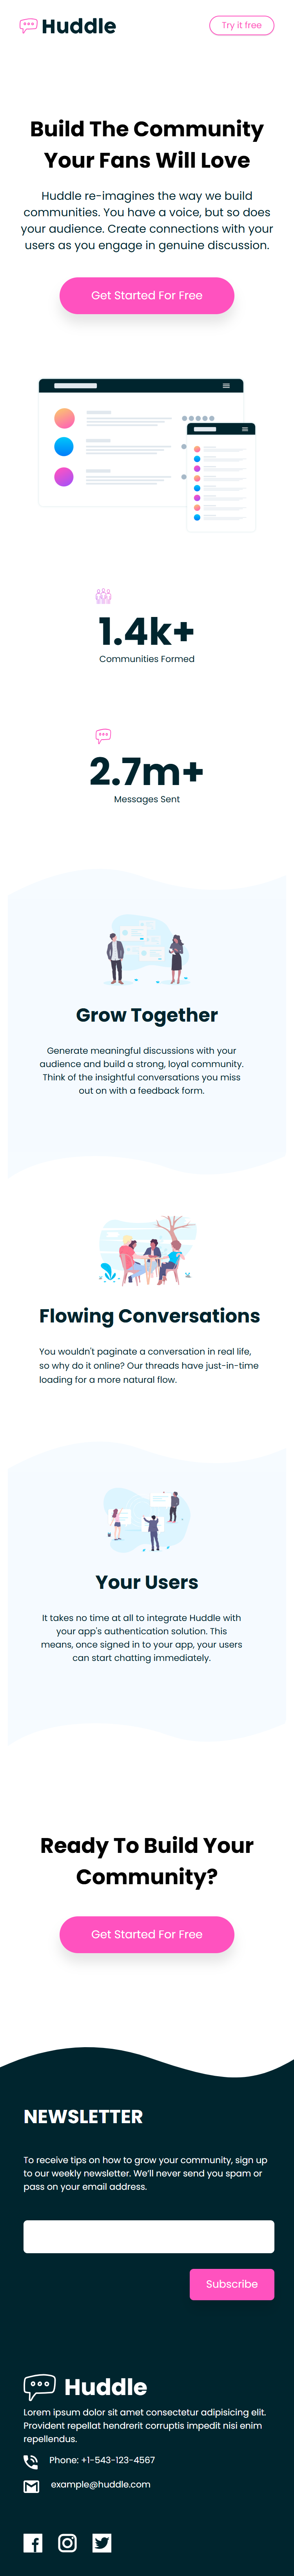 Huddle
Try it free
Build The Community
Your Fans Will Love
Huddle re-imagines the way we build
communities. You have a voice, but so does
your audience. Create connections with your
users as you engage in genuine discussion.
Get Started For Free
1.4k+
Communities Formed
2.7m+
Messages Sent
Grow Together
Generate meaningful discussions with your
audience and build a strong, loyal community.
Think of the insightful conversations you miss
out on with a feedback form.
Flowing Conversations
You wouldn't paginate a conversation in real life,
so why do it online? Our threads have just-in-time
loading for a more natural flow.
Your Users
It takes no time at all to integrate Huddle with
your app's authentication solution. This
means, once signed in to your app, your users
can start chatting immediately.
Ready To Build Your
Community?
Get Started For Free
NEWSLETTER
To receive tips on how to grow your community, sign up
to our weekly newsletter. We'll never send you spam or
pass on your email address.
Subscribe
Huddle
Lorem ipsum dolor sit amet consectetur adipisicing elit.
Provident repellat hendrerit corruptis impedit nisi enim
repellendus.
Phone: +1-543-123-4567
example@huddle.com